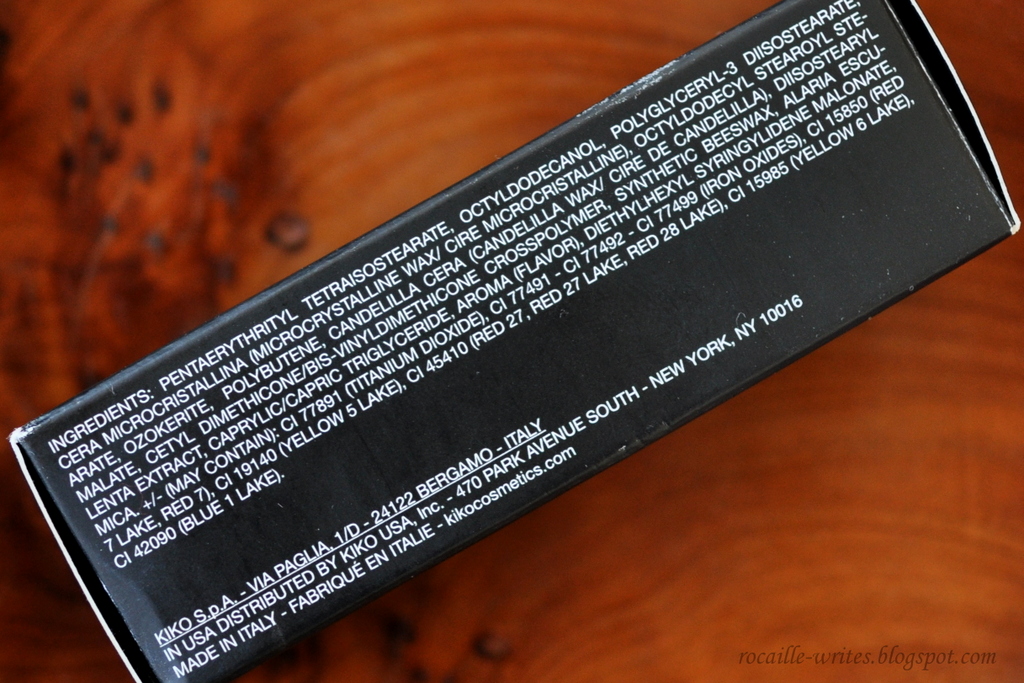 INGREDIENTS: PENTAERYTHRITYL TETRAISOSTEARATE, OCTYLDODECANOL, POLYGLYCERYL-3 DIISOSTEARATE,
CERA MICROCRISTALLINA (MICROCRYSTALLINE WAX/ CIRE MICROCRISTALLINE), OCTYLDODECYL STEAROYL STE-
ARATE, OZOKERITE, POLYBUTENE, CANDELILLA CERA (CANDELILLA WAX/ CIRE DE CANDELILLA), DIISOSTEARYL
MALATE, CETYL DIMETHICONE/BIS-VINYLDIMETHICONE CROSSPOLYMER, SYNTHETIC BEESWAX, ALARIA ESCU-
LENTA EXTRACT, CAPRYLIC/CAPRIC TRIGLYCERIDE, AROMA (FLAVOR), DIETHYLHEXYL SYRINGYLIDENE MALONATE,
MICA. +/- (MAY CONTAIN): CI 77891 (TITANIUM DIOXIDE), CI 77491 - CI 77492 - CI 77499 (IRON OXIDES), CI 15850 (RED
7 LAKE, RED 7), CI 19140 (YELLOW 5 LAKE), CI 45410 (RED 27, RED 27 LAKE, RED 28 LAKE), CI 15985 (YELLOW 6 LAKE),
CI 42090 (BLUE 1 LAKE).
KIKO S.p.A. - VIA PAGLIA, 1/D - 24122 BERGAMO - ITALY
IN USA DISTRIBUTED BY KIKO USA, Inc. - 470 PARK AVENUE SOUTH - NEW YORK, NY 10016
MADE IN ITALY - FABRIQUÉ EN ITALIE - kikocosmetics.com
rocaille-writes.blogspot.com